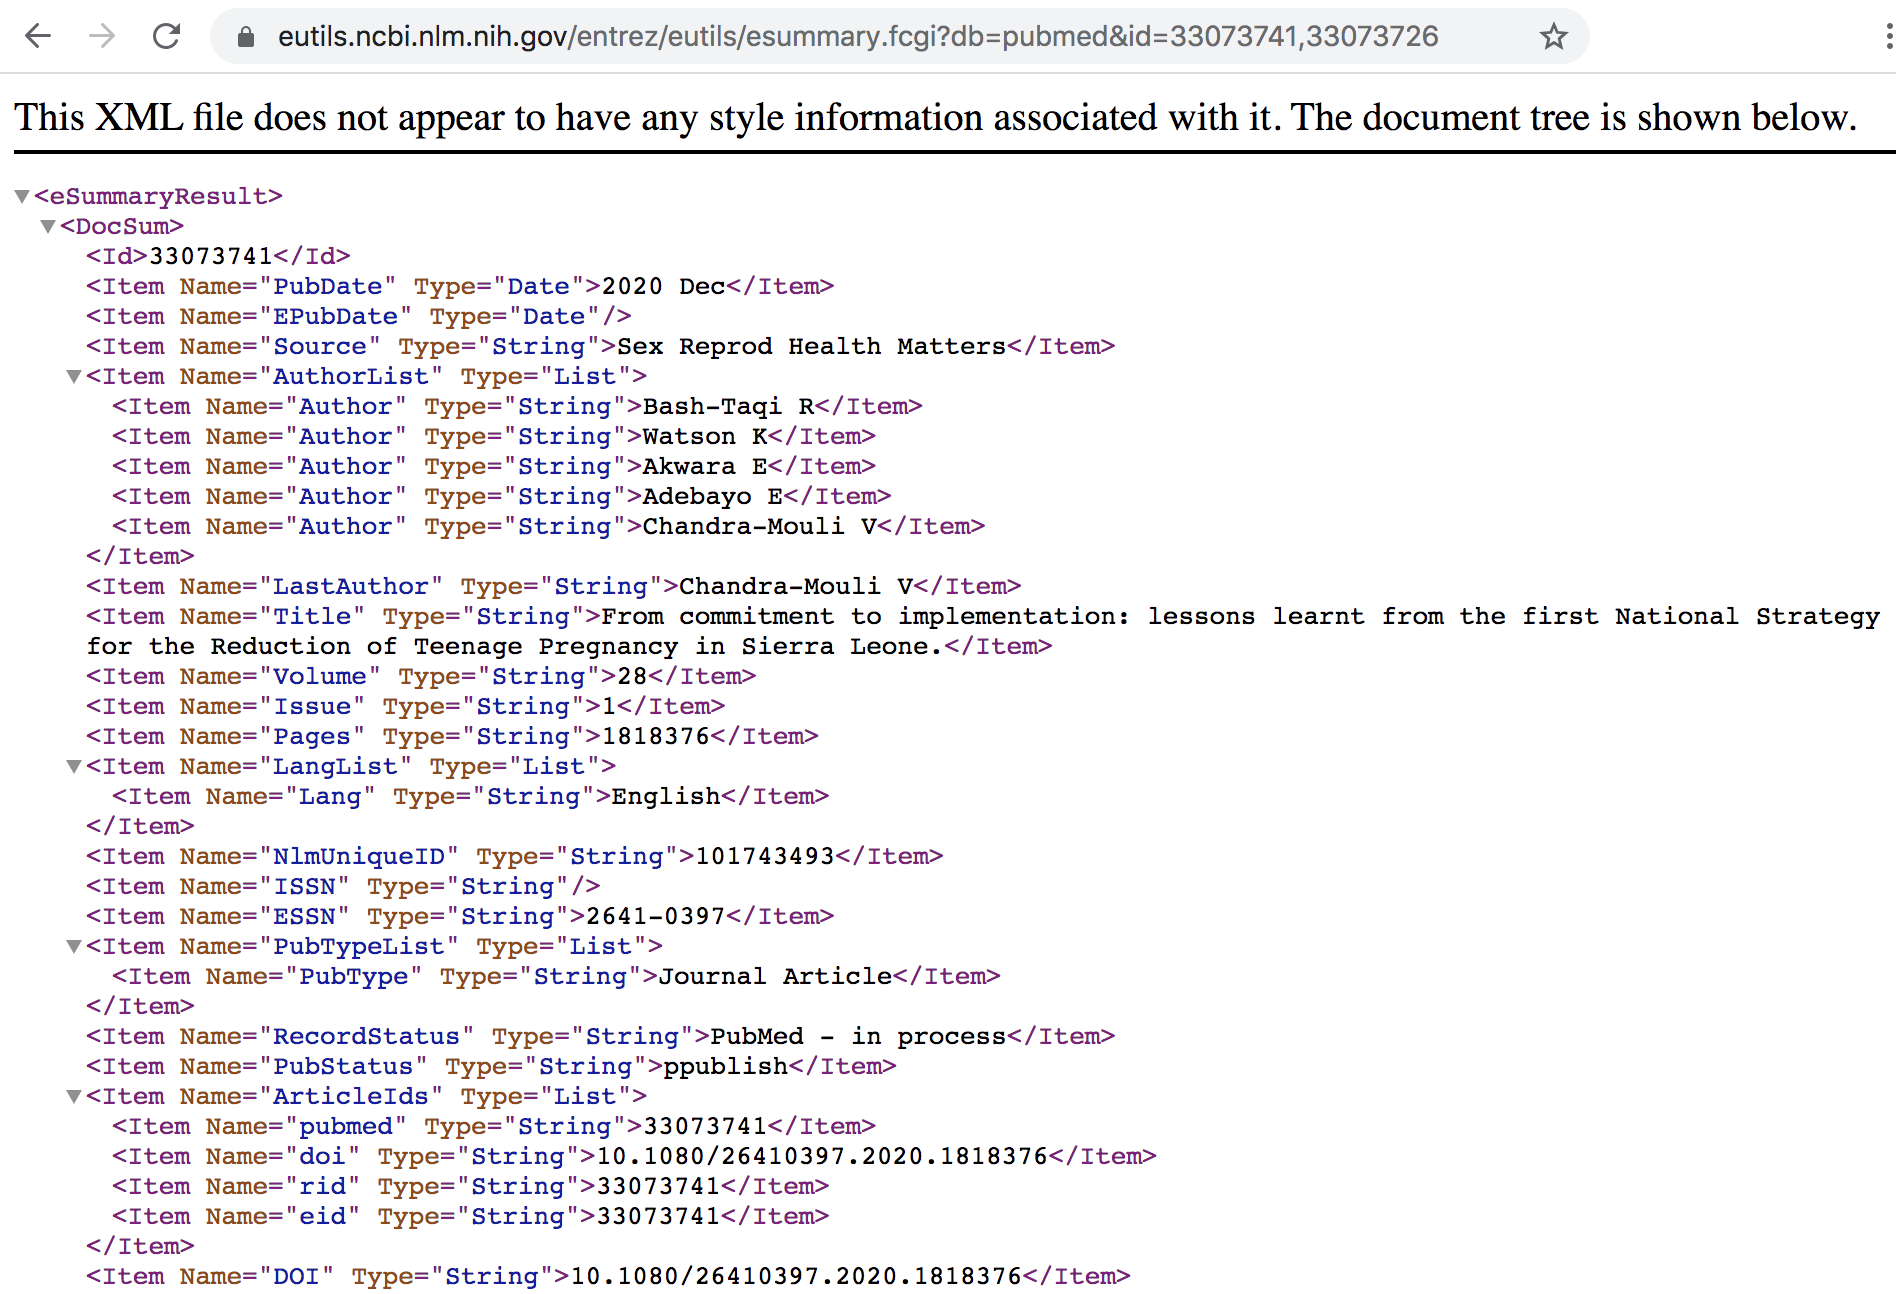 eutils.ncbi.nlm.nih.gov/entrez/eutils/esummary.fcgi?db=pubmed&id=33073741,33073726
This XML file does not appear to have any style information associated with it. The document tree is shown below.
<eSummaryResult>
<DocSum>
<Id>33073741</Id>
<Item Name="PubDate" Type="Date">2020 Dec</Item>
<Item Name="EPubDate" Type="Date"/>
<Item Name="Source" Type="String">Sex Reprod Health Matters</Item>
<Item Name="AuthorList" Type="List">
<Item Name="Author" Type="String">Bash-Taqi R</Item>
<Item Name="Author" Type="String">Watson K</Item>
<Item Name="Author" Type="String">Akwara E</Item>
<Item Name="Author" Type="String">Adebayo E</Item>
<Item Name="Author" Type="String">Chandra-Mouli V</Item>
</Item>
<Item Name="LastAuthor" Type="String">Chandra-Mouli V</Item>
<Item Name="Title" Type="String">From commitment to implementation: lessons learnt from the first National Strategy
for the Reduction of Teenage Pregnancy in Sierra Leone.</Item>
<Item Name="Volume" Type="String">28</Item>
<Item Name="Issue" Type="String">1</Item>
<Item Name="Pages" Type="String">1818376</Item>
<Item Name="LangList" Type="List">
<Item Name="Lang" Type="String">English</Item>
</Item>
<Item Name="NlmUniqueID" Type="String">101743493</Item>
<Item Name="ISSN" Type="String"/>
<Item Name="ESSN" Type="String">2641-0397</Item>
<Item Name="PubTypeList" Type="List">
<Item Name="PubType" Type="String">Journal Article</Item>
</Item>
<Item Name="RecordStatus" Type="String">PubMed - in process</Item>
<Item Name="PubStatus" Type="String">ppublish</Item>
<Item Name="ArticleIds" Type="List">
<Item Name="pubmed" Type="String">33073741</Item>
<Item Name="doi" Type="String">10.1080/26410397.2020.1818376</Item>
<Item Name="rid" Type="String">33073741</Item>
<Item Name="eid" Type="String">33073741</Item>
</Item>
<Item Name="DOI" Type="String">10.1080/26410397.2020.1818376</Item>